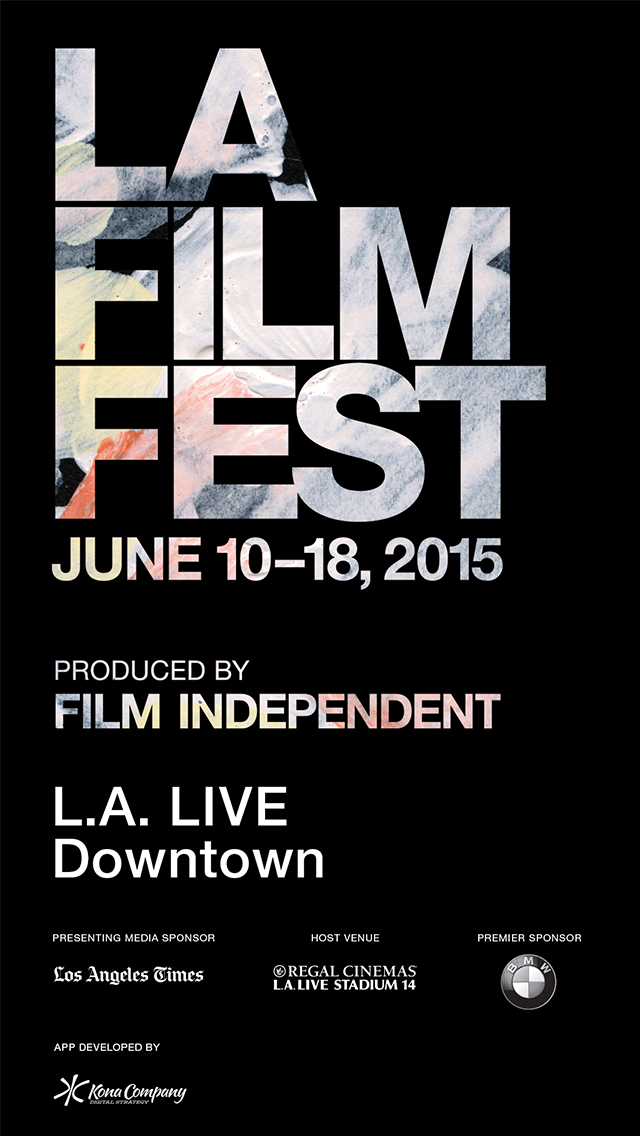 LA
FILM
FEST
JUNE 10–18, 2015
PRODUCED BY
FILM INDEPENDENT
L.A. LIVE
Downtown
PRESENTING MEDIA SPONSOR
HOST VENUE
PREMIER SPONSOR
Los Angeles Times
REGAL CINEMAS
L.A. LIVE STADIUM 14
BMW
APP DEVELOPED BY
Kona Company
DIGITAL STRATEGY